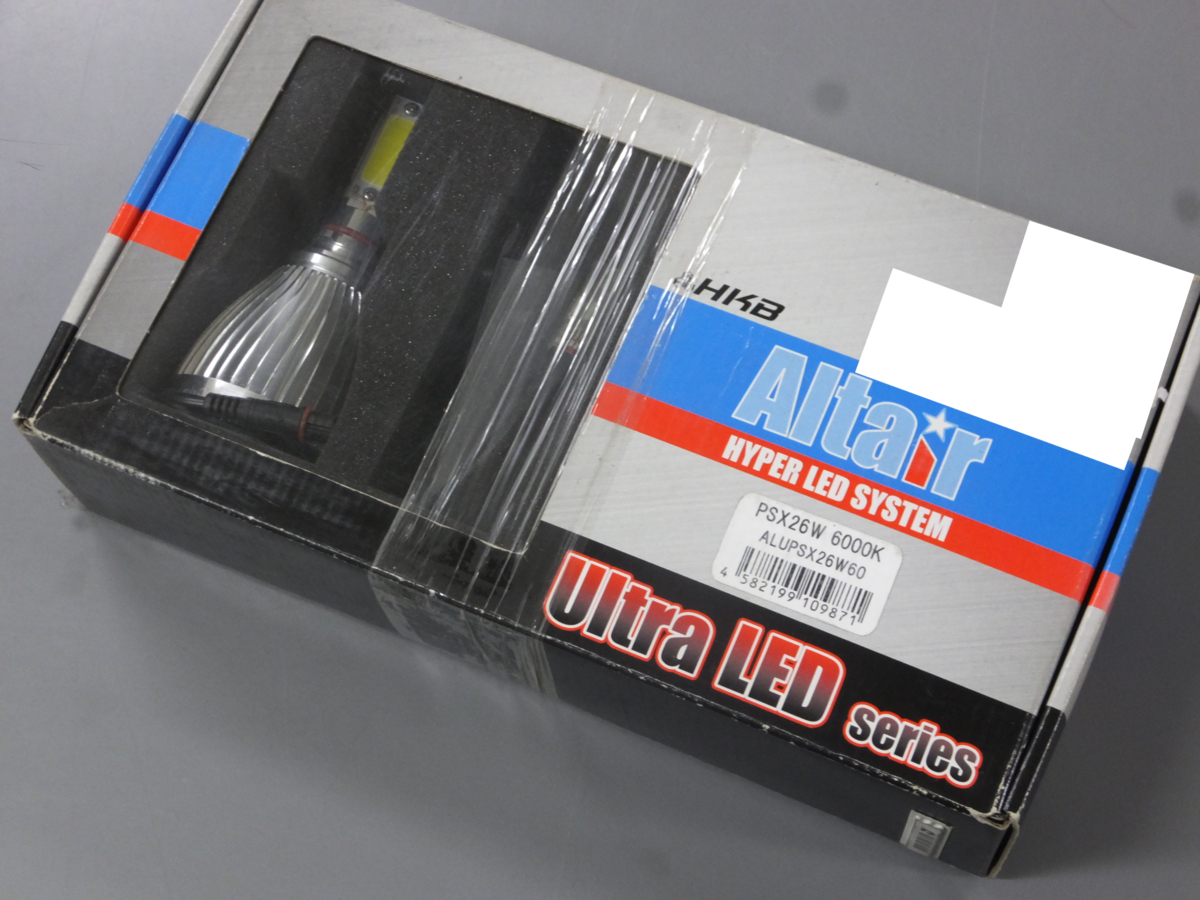 HKB
Altair
HYPER LED SYSTEM
PSX26W 6000K
ALUPSX26W60
4 582199 109871
Ultra LED series